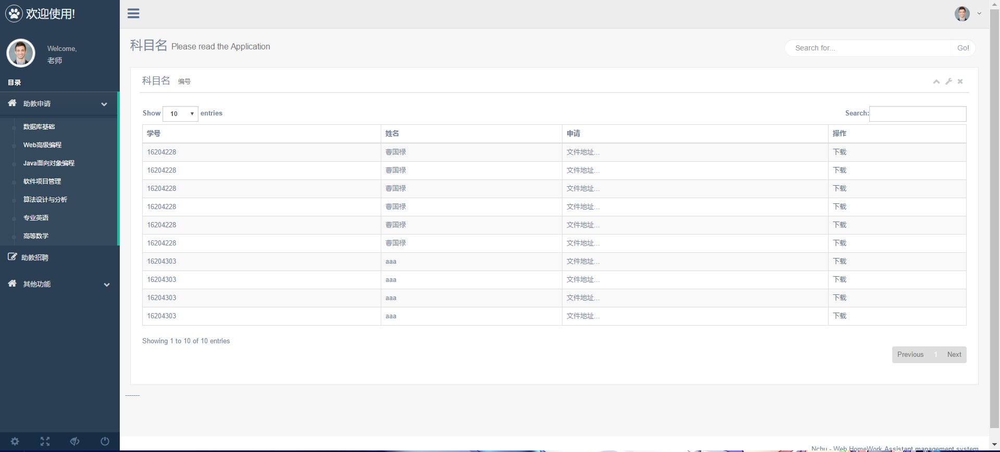 欢迎使用!
Welcome,
老师
目录
助教申请
数据库基础
Web高级编程
Java面向对象编程
软件项目管理
算法设计与分析
专业英语
高等数学
助教招聘
其他功能
科目名 Please read the Application
Search for... Go!
科目名 编号
Show 10 entries Search:
学号 姓名 申请 操作
16204228 曹国禄 文件地址... 下载
16204228 曹国禄 文件地址... 下载
16204228 曹国禄 文件地址... 下载
16204228 曹国禄 文件地址... 下载
16204228 曹国禄 文件地址... 下载
16204228 曹国禄 文件地址... 下载
16204303 aaa 文件地址... 下载
16204303 aaa 文件地址... 下载
16204303 aaa 文件地址... 下载
16204303 aaa 文件地址... 下载
Showing 1 to 10 of 10 entries
Previous 1 Next
-------
Nchu - Web HomeWork Assistant management system